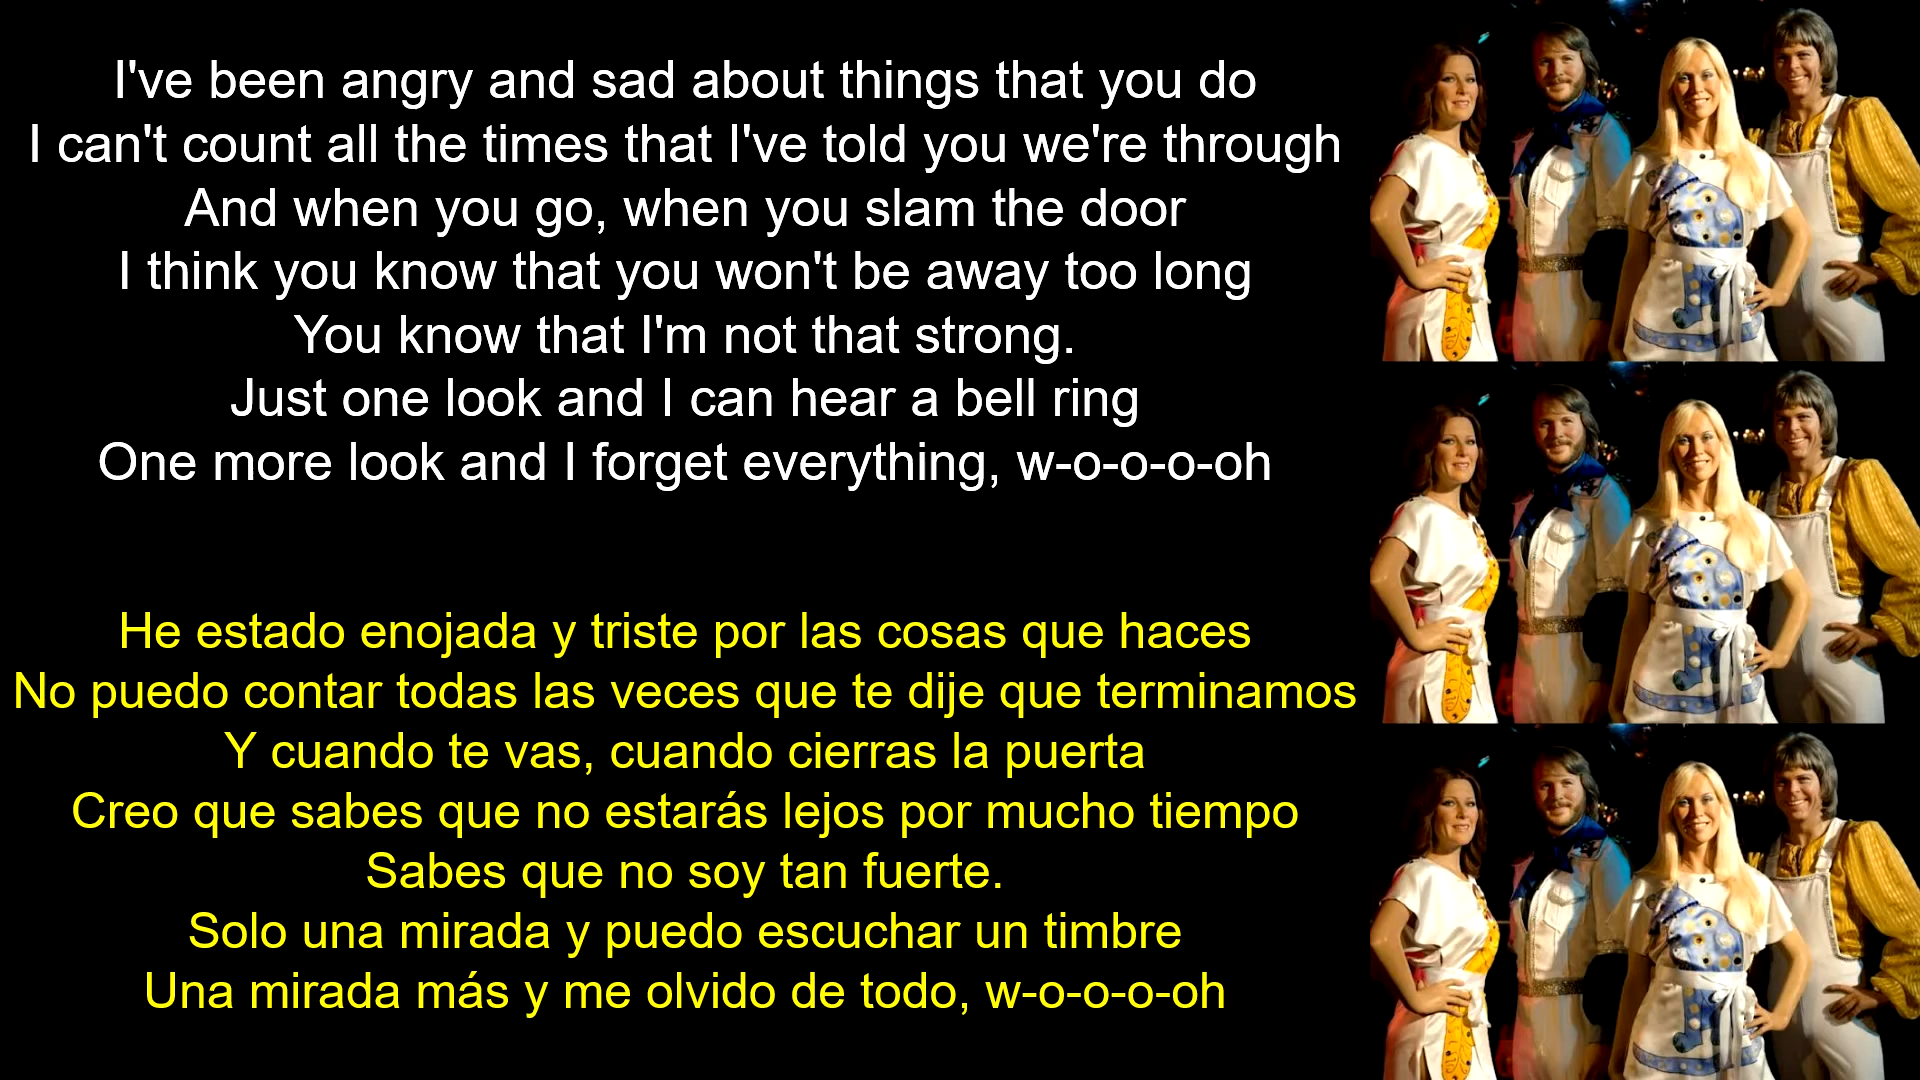 I've been angry and sad about things that you do
I can't count all the times that I've told you we're through
And when you go, when you slam the door
I think you know that you won't be away too long
You know that I'm not that strong.
Just one look and I can hear a bell ring
One more look and I forget everything, w-o-o-o-oh
He estado enojada y triste por las cosas que haces
No puedo contar todas las veces que te dije que terminamos
Y cuando te vas, cuando cierras la puerta
Creo que sabes que no estarás lejos por mucho tiempo
Sabes que no soy tan fuerte.
Solo una mirada y puedo escuchar un timbre
Una mirada más y me olvido de todo, w-o-o-o-oh